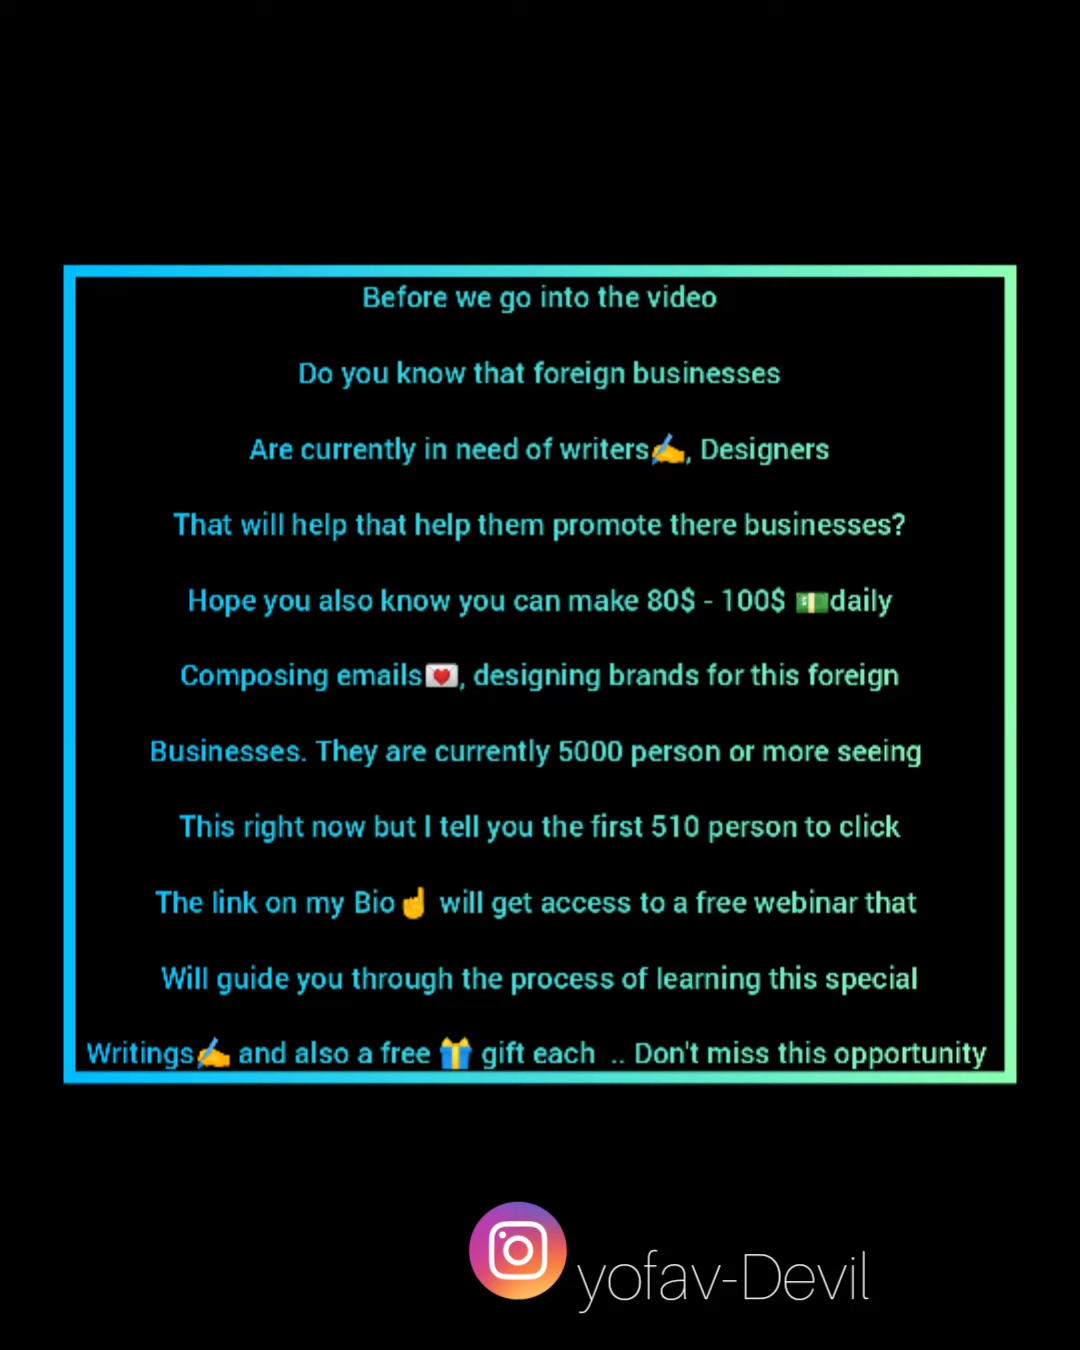 Before we go into the video
Do you know that foreign businesses
Are currently in need of writers✍️, Designers
That will help that help them promote there businesses?
Hope you also know you can make 80$ - 100$ 💵daily
Composing emails💌, designing brands for this foreign
Businesses. They are currently 5000 person or more seeing
This right now but I tell you the first 510 person to click
The link on my Bio☝️ will get access to a free webinar that
Will guide you through the process of learning this special
Writings✍️ and also a free 🎁 gift each .. Don't miss this opportunity
yofav-Devil